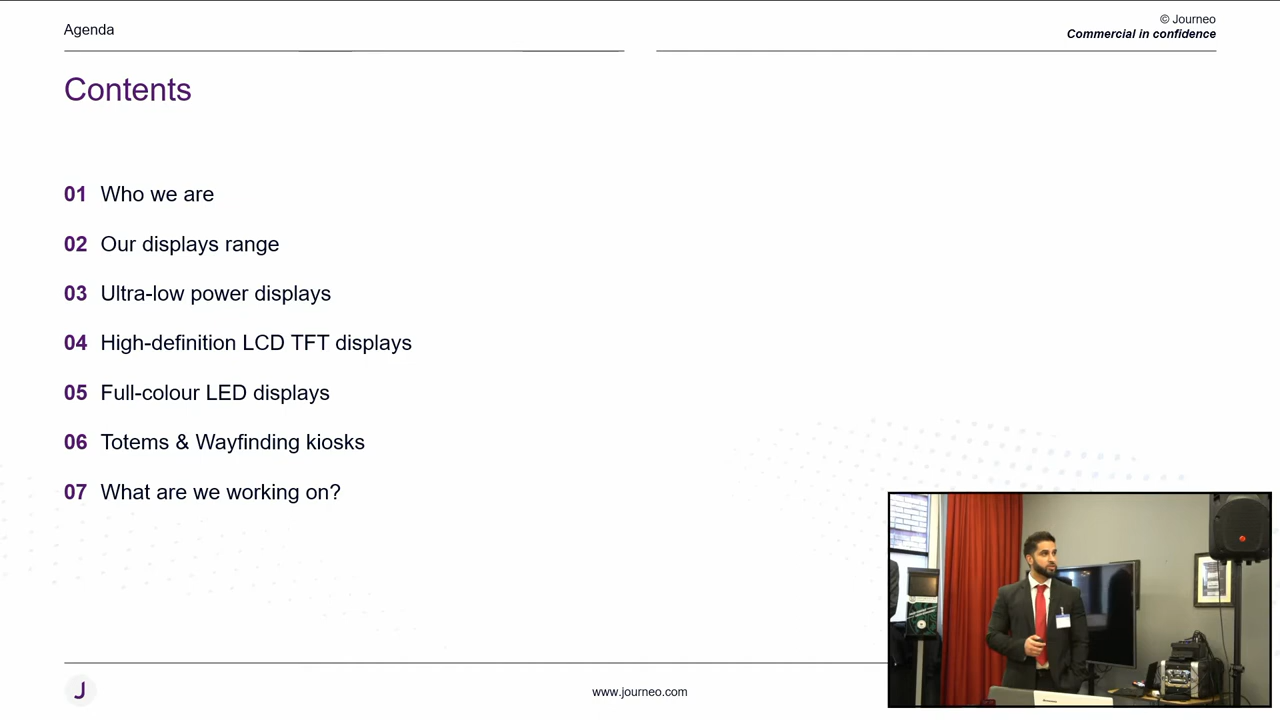 Agenda
© Journeo
Commercial in confidence
Contents
01 Who we are
02 Our displays range
03 Ultra-low power displays
04 High-definition LCD TFT displays
05 Full-colour LED displays
06 Totems & Wayfinding kiosks
07 What are we working on?
J
www.journeo.com